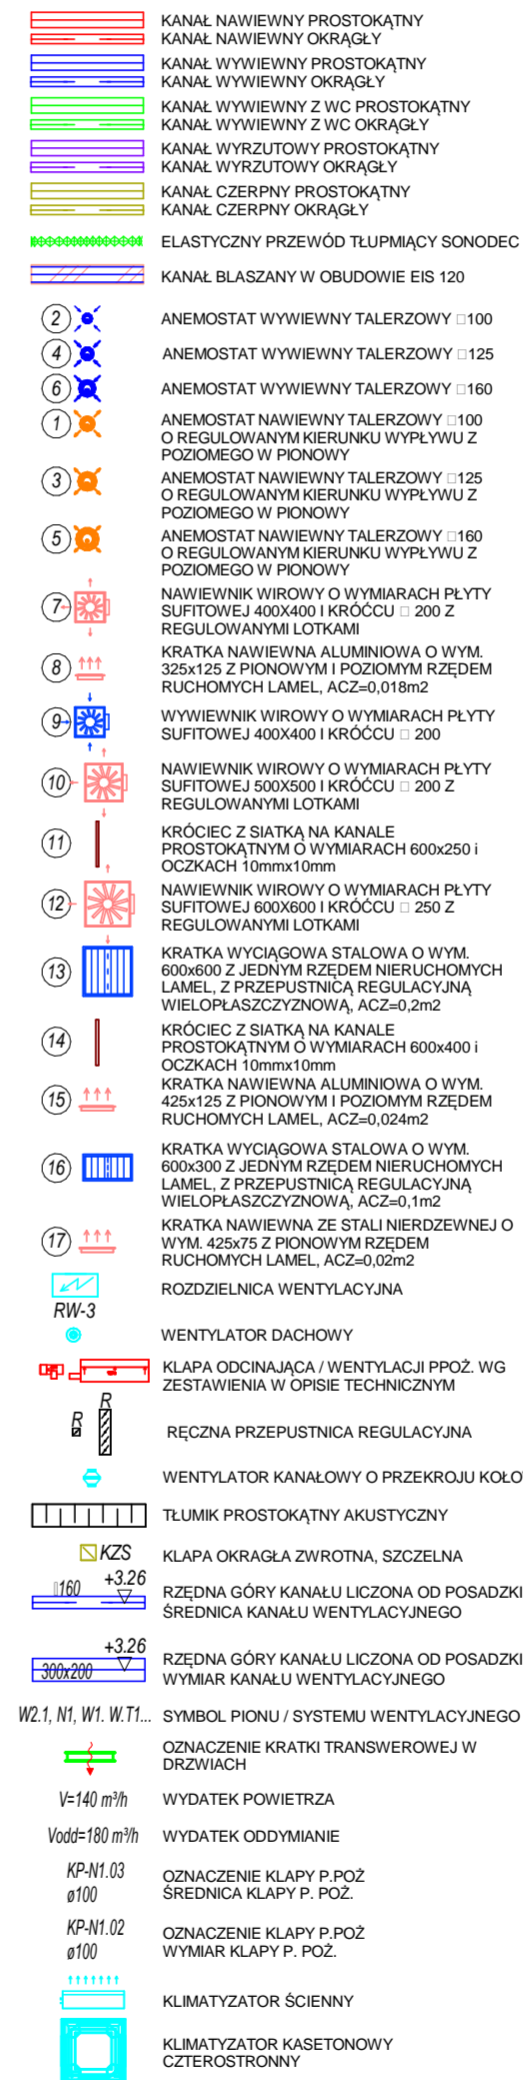 KANAŁ NAWIEWNY PROSTOKĄTNY
KANAŁ NAWIEWNY OKRĄGŁY
KANAŁ WYWIEWNY PROSTOKĄTNY
KANAŁ WYWIEWNY OKRĄGŁY
KANAŁ WYWIEWNY Z WC PROSTOKĄTNY
KANAŁ WYWIEWNY Z WC OKRĄGŁY
KANAŁ WYRZUTOWY PROSTOKĄTNY
KANAŁ WYRZUTOWY OKRĄGŁY
KANAŁ CZERPNY PROSTOKĄTNY
KANAŁ CZERPNY OKRĄGŁY
ELASTYCZNY PRZEWÓD TŁUPMIĄCY SONODEC
KANAŁ BLASZANY W OBUDOWIE EIS 120
2 ANEMOSTAT WYWIEWNY TALERZOWY □100
4 ANEMOSTAT WYWIEWNY TALERZOWY □125
6 ANEMOSTAT WYWIEWNY TALERZOWY □160
1 ANEMOSTAT NAWIEWNY TALERZOWY □100
O REGULOWANYM KIERUNKU WYPŁYWU Z
POZIOMEGO W PIONOWY
3 ANEMOSTAT NAWIEWNY TALERZOWY □125
O REGULOWANYM KIERUNKU WYPŁYWU Z
POZIOMEGO W PIONOWY
5 ANEMOSTAT NAWIEWNY TALERZOWY □160
O REGULOWANYM KIERUNKU WYPŁYWU Z
POZIOMEGO W PIONOWY
7 NAWIEWNIK WIROWY O WYMIARACH PŁYTY
SUFITOWEJ 400X400 I KRÓĆCU □ 200 Z
REGULOWANYMI LOTKAMI
8 KRATKA NAWIEWNA ALUMINIOWA O WYM.
325x125 Z PIONOWYM I POZIOMYM RZĘDEM
RUCHOMYCH LAMEL, ACZ=0,018m2
9 WYWIEWNIK WIROWY O WYMIARACH PŁYTY
SUFITOWEJ 400X400 I KRÓĆCU □ 200
10 NAWIEWNIK WIROWY O WYMIARACH PŁYTY
SUFITOWEJ 500X500 I KRÓĆCU □ 200 Z
REGULOWANYMI LOTKAMI
11 KRÓCIEC Z SIATKĄ NA KANALE
PROSTOKĄTNYM O WYMIARACH 600x250 i
OCZKACH 10mmx10mm
12 NAWIEWNIK WIROWY O WYMIARACH PŁYTY
SUFITOWEJ 600X600 I KRÓĆCU □ 250 Z
REGULOWANYMI LOTKAMI
13 KRATKA WYCIĄGOWA STALOWA O WYM.
600x600 Z JEDNYM RZĘDEM NIERUCHOMYCH
LAMEL, Z PRZEPUSTNICĄ REGULACYJNĄ
WIELOPŁASZCZYZNOWĄ, ACZ=0,2m2
14 KRÓCIEC Z SIATKĄ NA KANALE
PROSTOKĄTNYM O WYMIARACH 600x400 i
OCZKACH 10mmx10mm
15 KRATKA NAWIEWNA ALUMINIOWA O WYM.
425x125 Z PIONOWYM I POZIOMYM RZĘDEM
RUCHOMYCH LAMEL, ACZ=0,024m2
16 KRATKA WYCIĄGOWA STALOWA O WYM.
600x300 Z JEDNYM RZĘDEM NIERUCHOMYCH
LAMEL, Z PRZEPUSTNICĄ REGULACYJNĄ
WIELOPŁASZCZYZNOWĄ, ACZ=0,1m2
17 KRATKA NAWIEWNA ZE STALI NIERDZEWNEJ O
WYM. 425x75 Z PIONOWYM RZĘDEM
RUCHOMYCH LAMEL, ACZ=0,02m2
ROZDZIELNICA WENTYLACYJNA
RW-3
WENTYLATOR DACHOWY
KLAPA ODCINAJĄCA / WENTYLACJI PPOŻ. WG
ZESTAWIENIA W OPISIE TECHNICZNYM
R R
RĘCZNA PRZEPUSTNICA REGULACYJNA
WENTYLATOR KANAŁOWY O PRZEKROJU KOŁO
TŁUMIK PROSTOKĄTNY AKUSTYCZNY
KZS KLAPA OKRAGŁA ZWROTNA, SZCZELNA
▯160 +3.26
RZĘDNA GÓRY KANAŁU LICZONA OD POSADZKI
ŚREDNICA KANAŁU WENTYLACYJNEGO
+3.26
300x200
RZĘDNA GÓRY KANAŁU LICZONA OD POSADZKI
WYMIAR KANAŁU WENTYLACYJNEGO
W2.1, N1, W1. W.T1... SYMBOL PIONU / SYSTEMU WENTYLACYJNEGO
OZNACZENIE KRATKI TRANSWEROWEJ W
DRZWIACH
V=140 m³/h WYDATEK POWIETRZA
Vodd=180 m³/h WYDATEK ODDYMIANIE
KP-N1.03 OZNACZENIE KLAPY P.POŻ
ø100 ŚREDNICA KLAPY P. POŻ.
KP-N1.02 OZNACZENIE KLAPY P.POŻ
ø100 WYMIAR KLAPY P. POŻ.
KLIMATYZATOR ŚCIENNY
KLIMATYZATOR KASETONOWY
CZTEROSTRONNY